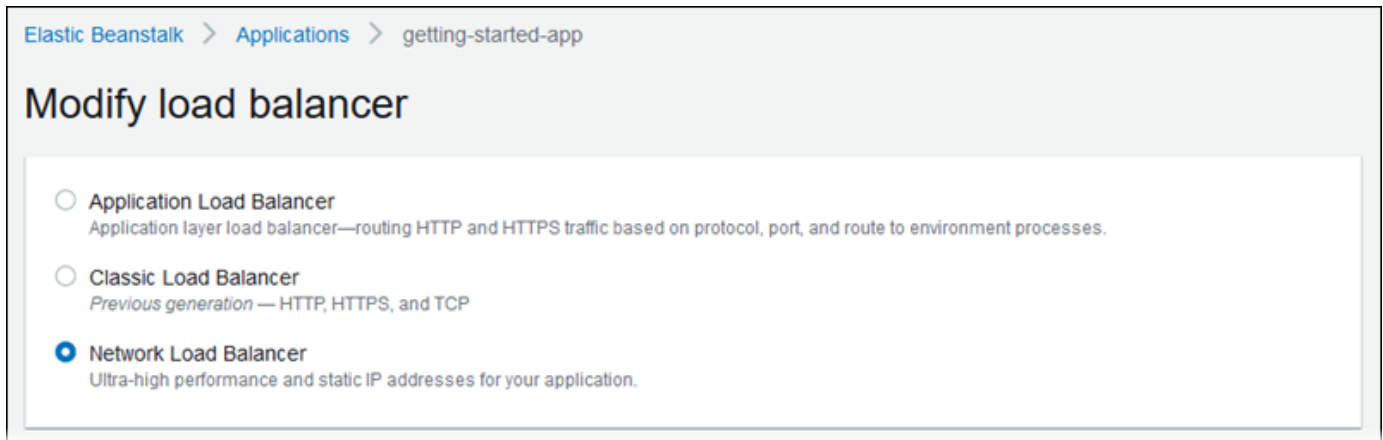 Elastic Beanstalk > Applications > getting-started-app
Modify load balancer
Application Load Balancer
Application layer load balancer—routing HTTP and HTTPS traffic based on protocol, port, and route to environment processes.
Classic Load Balancer
Previous generation — HTTP, HTTPS, and TCP
Network Load Balancer
Ultra-high performance and static IP addresses for your application.